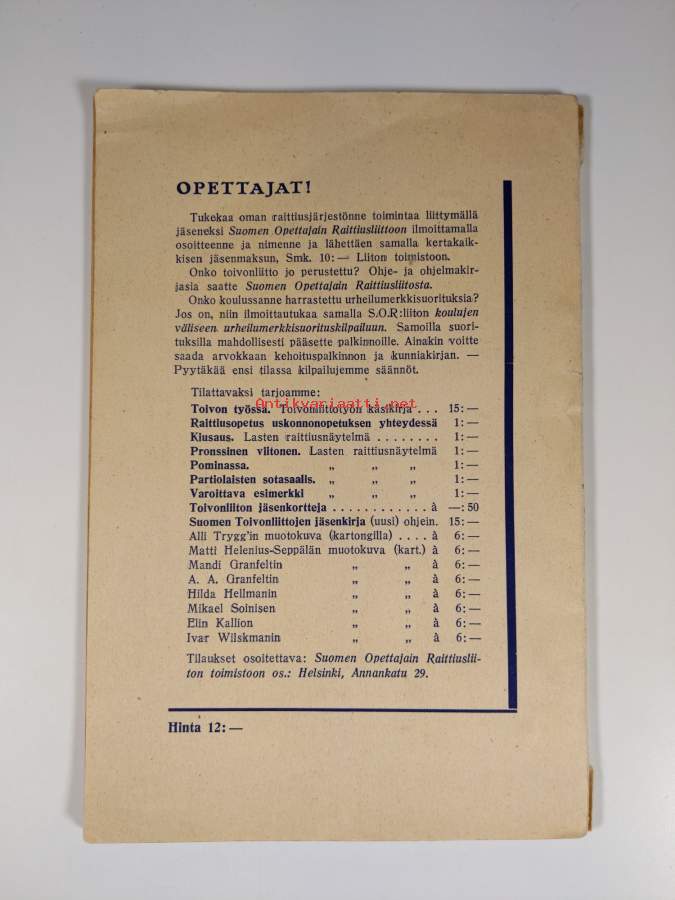 OPETTAJAT!
Tukekaa oman raittiusjärjestönne toimintaa liittymällä
jäseneksi Suomen Opettajain Raittiusliittoon ilmoittamalla
osoitteenne ja nimenne ja lähettäen samalla kertakaik-
kisen jäsenmaksun, Smk. 10: — Liiton toimistoon.
Onko toivonliitto jo perustettu? Ohje- ja ohjelmakir-
jasia saatte Suomen Opettajain Raittiusliitosta.
Onko koulussanne harrastettu urheilumerkkisuorituksia?
Jos on, niin ilmoittautukaa samalla S.O.R:liiton koulujen
väliseen urheilumerkkisuorituskilpailuun. Samoilla suori-
tuksilla mahdollisesti pääsette palkinnoille. Ainakin voitte
saada arvokkaan kehoituspalkinnon ja kunniakirjan. —
Pyytäkää ensi tilassa kilpailujemme säännöt.
Tilattavaksi tarjoamme:
Antikvariaatti.net
Toivon työssä. Toivonliittotyön käsikirja . . . 15: —
Raittiusopetus uskonnonopetuksen yhteydessä 1: —
Kiusaus. Lasten raittiusnäytelmä . . . . . . . . 1: —
Pronssinen viitonen. Lasten raittiusnäytelmä 1: —
Pominassa. „ „ „ 1: —
Partiolaisten sotasaalis. „ „ „ 1: —
Varoittava esimerkki „ „ „ 1: —
Toivonliiton jäsenkortteja . . . . . . . . . . . . à —: 50
Suomen Toivonliittojen jäsenkirja (uusi) ohjein. 15: —
Alli Trygg'in muotokuva (kartongilla) . . . . à 6: —
Matti Helenius-Seppälän muotokuva (kart.) à 6: —
Mandi Granfeltin „ „ à 6: —
A. A. Granfeltin „ „ à 6: —
Hilda Hellmanin „ „ à 6: —
Mikael Soinisen „ „ à 6: —
Elin Kallion „ „ à 6: —
Ivar Wilskmanin „ „ à 6: —
Tilaukset osoitettava: Suomen Opettajain Raittiuslii-
ton toimistoon os.: Helsinki, Annankatu 29.
Hinta 12: —